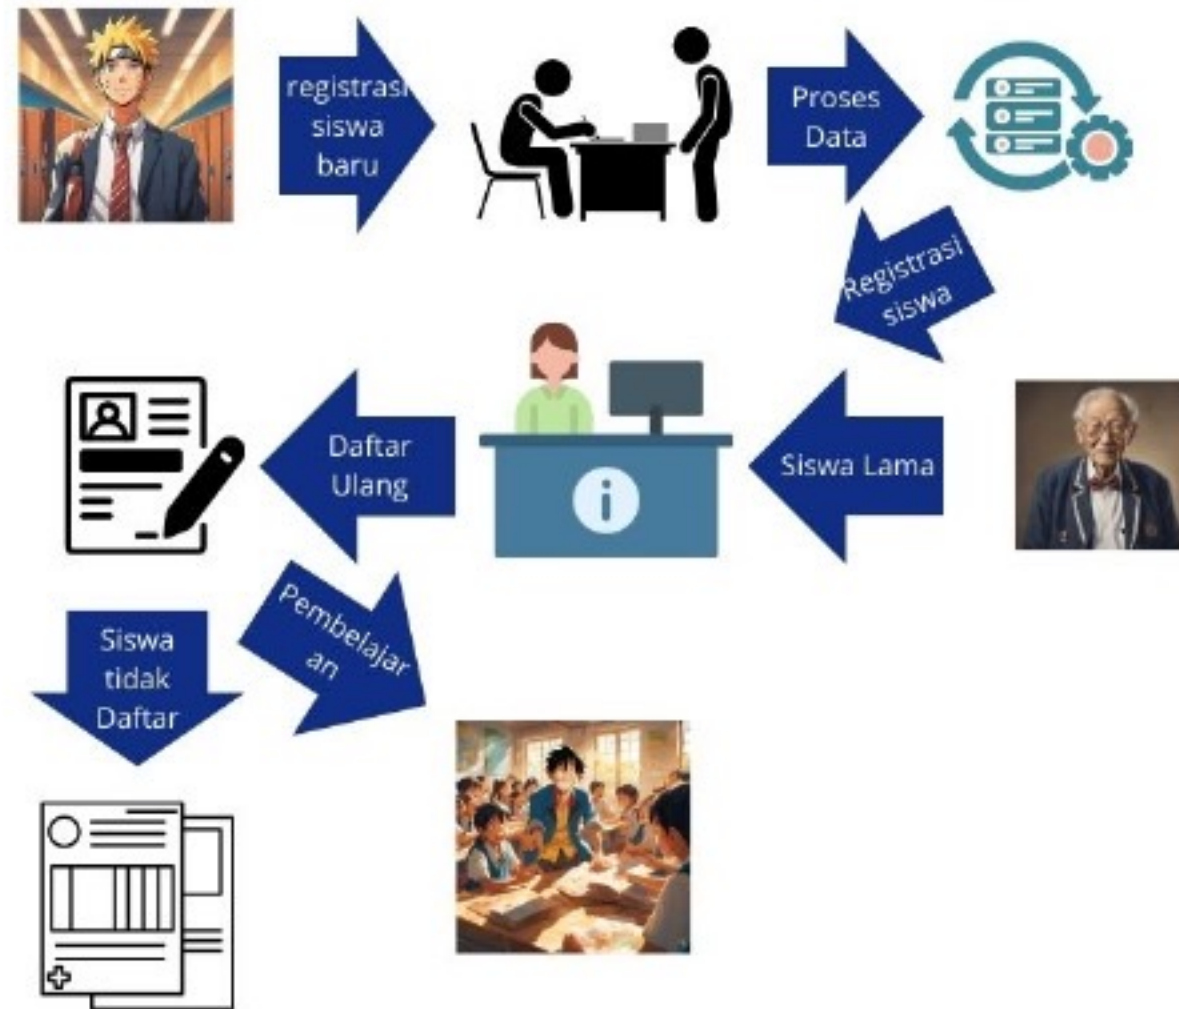 registrasi
siswa
baru
Proses
Data
Registrasi
siswa
Siswa Lama
Daftar
Ulang
Pembelajar
an
Siswa
tidak
Daftar
i